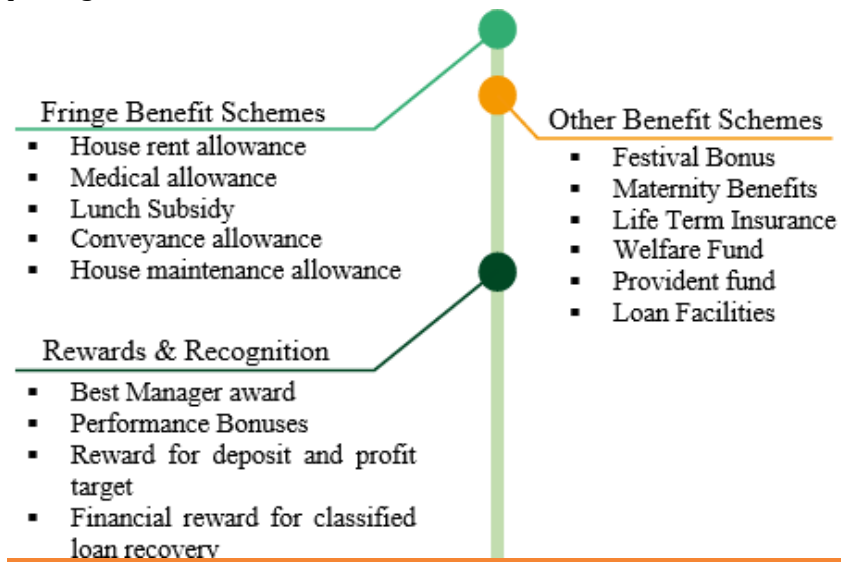 Fringe Benefit Schemes
▪ House rent allowance
▪ Medical allowance
▪ Lunch Subsidy
▪ Conveyance allowance
▪ House maintenance allowance
Other Benefit Schemes
▪ Festival Bonus
▪ Maternity Benefits
▪ Life Term Insurance
▪ Welfare Fund
▪ Provident fund
▪ Loan Facilities
Rewards & Recognition
▪ Best Manager award
▪ Performance Bonuses
▪ Reward for deposit and profit
target
▪ Financial reward for classified
loan recovery